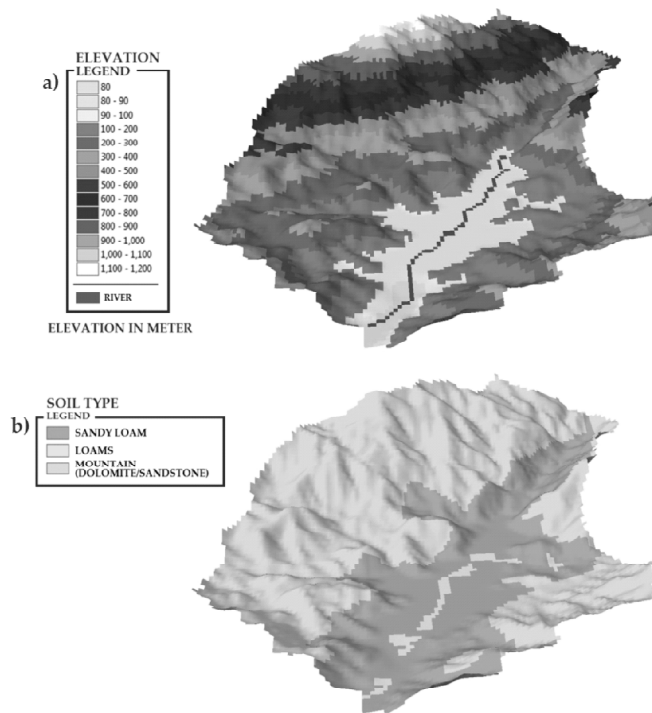 a)
ELEVATION
LEGEND
80
80 - 90
90 - 100
100 - 200
200 - 300
300 - 400
400 - 500
500 - 600
600 - 700
700 - 800
800 - 900
900 - 1,000
1,000 - 1,100
1,100 - 1,200
RIVER
ELEVATION IN METER
b)
SOIL TYPE
LEGEND
SANDY LOAM
LOAMS
MOUNTAIN
(DOLOMITE/SANDSTONE)